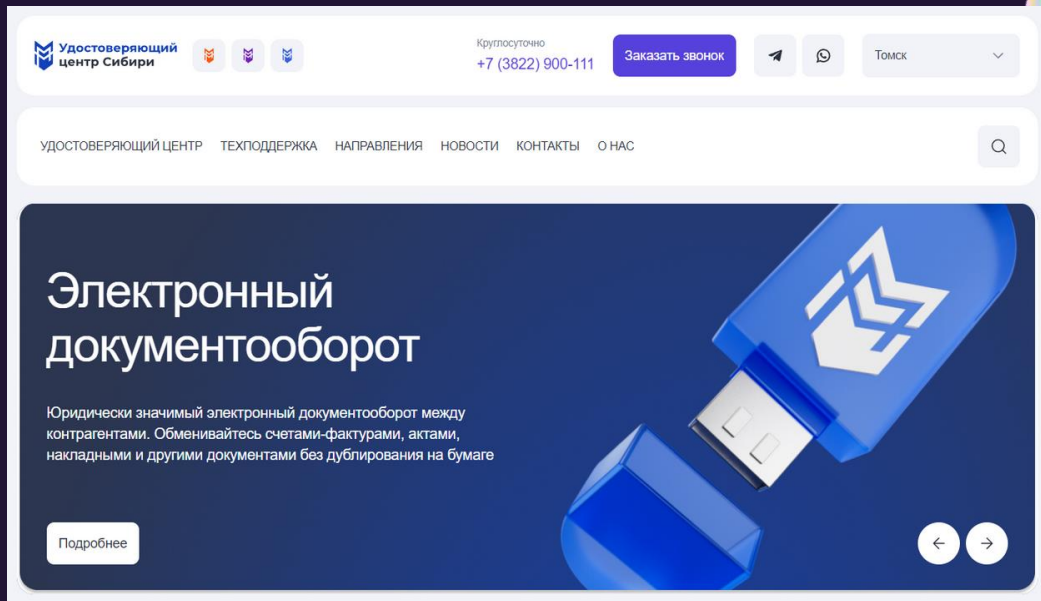 Удостоверяющий
центр Сибири
Круглосуточно
+7 (3822) 900-111
Заказать звонок
Томск
УДОСТОВЕРЯЮЩИЙ ЦЕНТР ТЕХПОДДЕРЖКА НАПРАВЛЕНИЯ НОВОСТИ КОНТАКТЫ О НАС
Электронный
документооборот
Юридически значимый электронный документооборот между
контрагентами. Обменивайтесь счетами-фактурами, актами,
накладными и другими документами без дублирования на бумаге
Подробнее